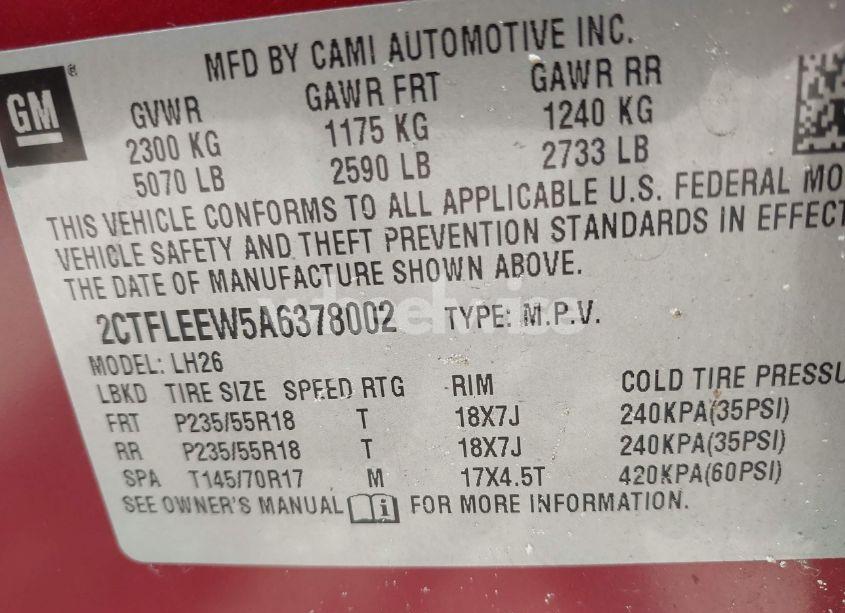 MFD BY CAMI AUTOMOTIVE INC.
GM ®
GVWR GAWR FRT GAWR RR
2300 KG 1175 KG 1240 KG
5070 LB 2590 LB 2733 LB
THIS VEHICLE CONFORMS TO ALL APPLICABLE U.S. FEDERAL MO
VEHICLE SAFETY AND THEFT PREVENTION STANDARDS IN EFFECT
THE DATE OF MANUFACTURE SHOWN ABOVE.
2CTFLEEW5A6378002 TYPE: M.P.V.
MODEL: LH26
LBKD TIRE SIZE SPEED RTG RIM COLD TIRE PRESSU
FRT P235/55R18 T 18X7J 240KPA(35PSI)
RR P235/55R18 T 18X7J 240KPA(35PSI)
SPA T145/70R17 M 17X4.5T 420KPA(60PSI)
SEE OWNER'S MANUAL i FOR MORE INFORMATION.